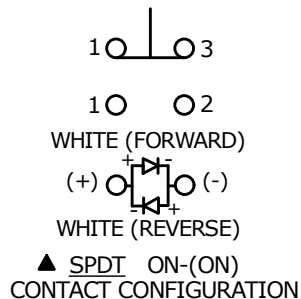 1 3
1 2
WHITE (FORWARD)
+ -
(+) (-)
- +
WHITE (REVERSE)
▲ SPDT ON-(ON)
CONTACT CONFIGURATION